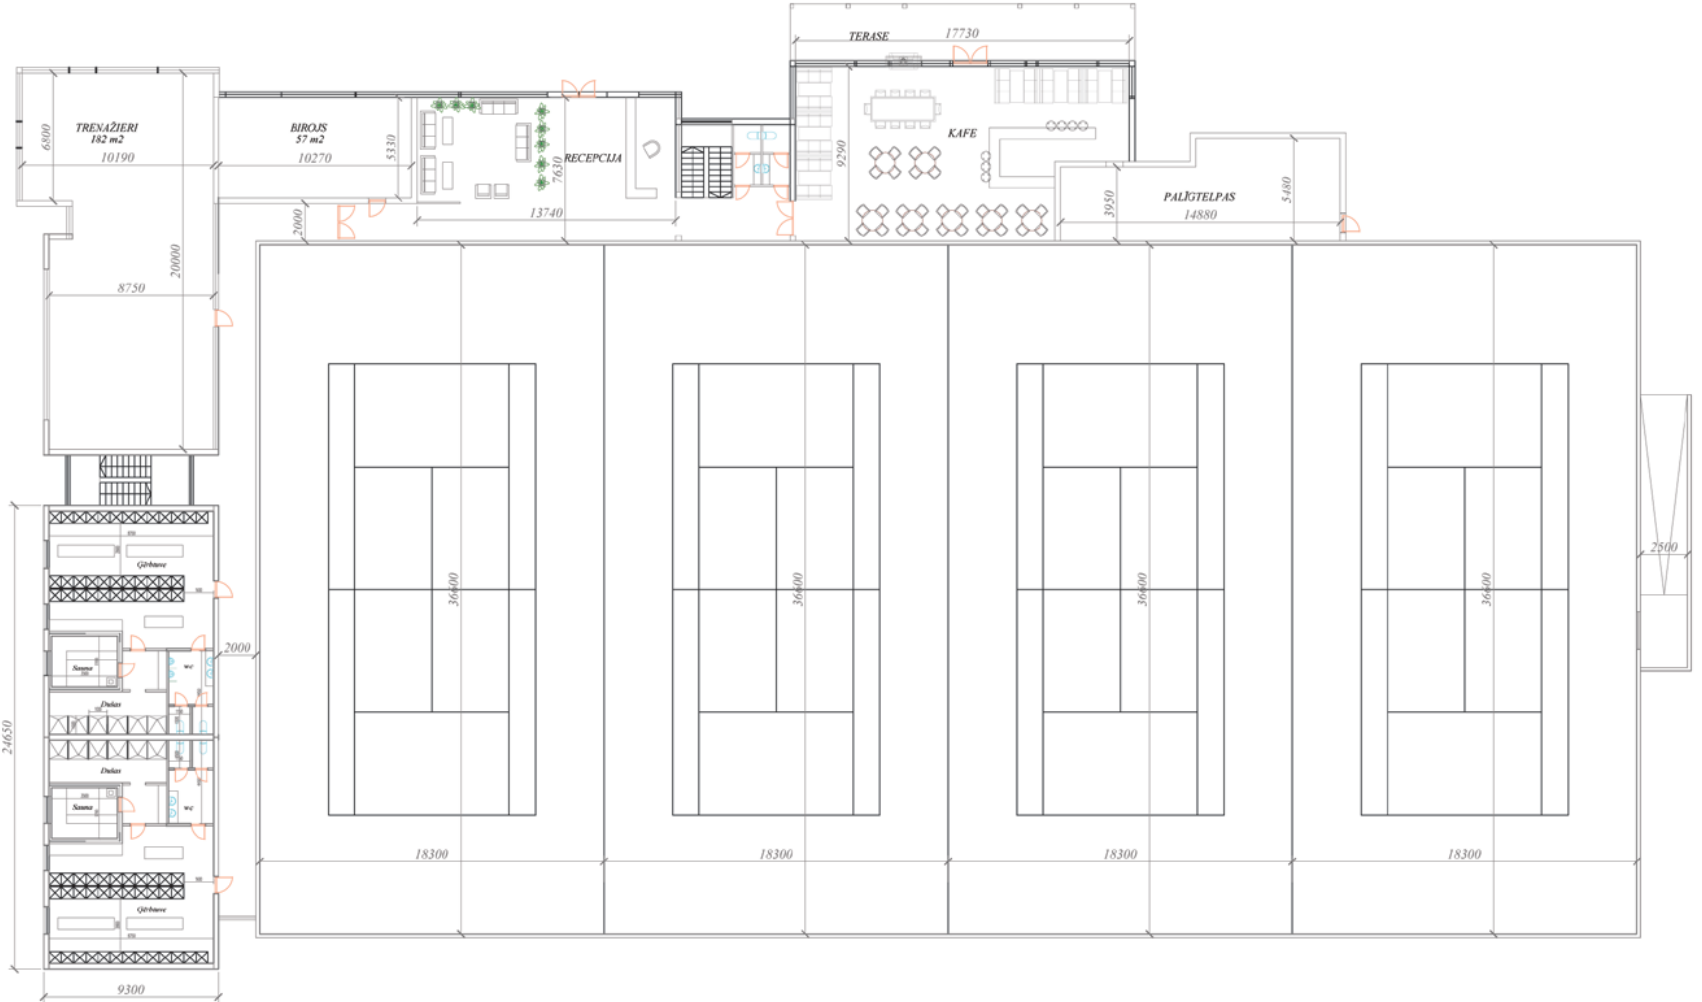 TERASE
17730
TRENAŽIERI
182 m2
10190
6800
BIROJS
57 m2
10270
5330
RECEPCIJA
7630
13740
KAFE
9290
PALĪGTELPAS
14880
3950
5480
2000
20000
8750
Ģērbtuve
Sauna
WC
Dušas
Dušas
Sauna
WC
Ģērbtuve
2000
24650
9300
36600
36600
36600
36600
18300
18300
18300
18300
2500